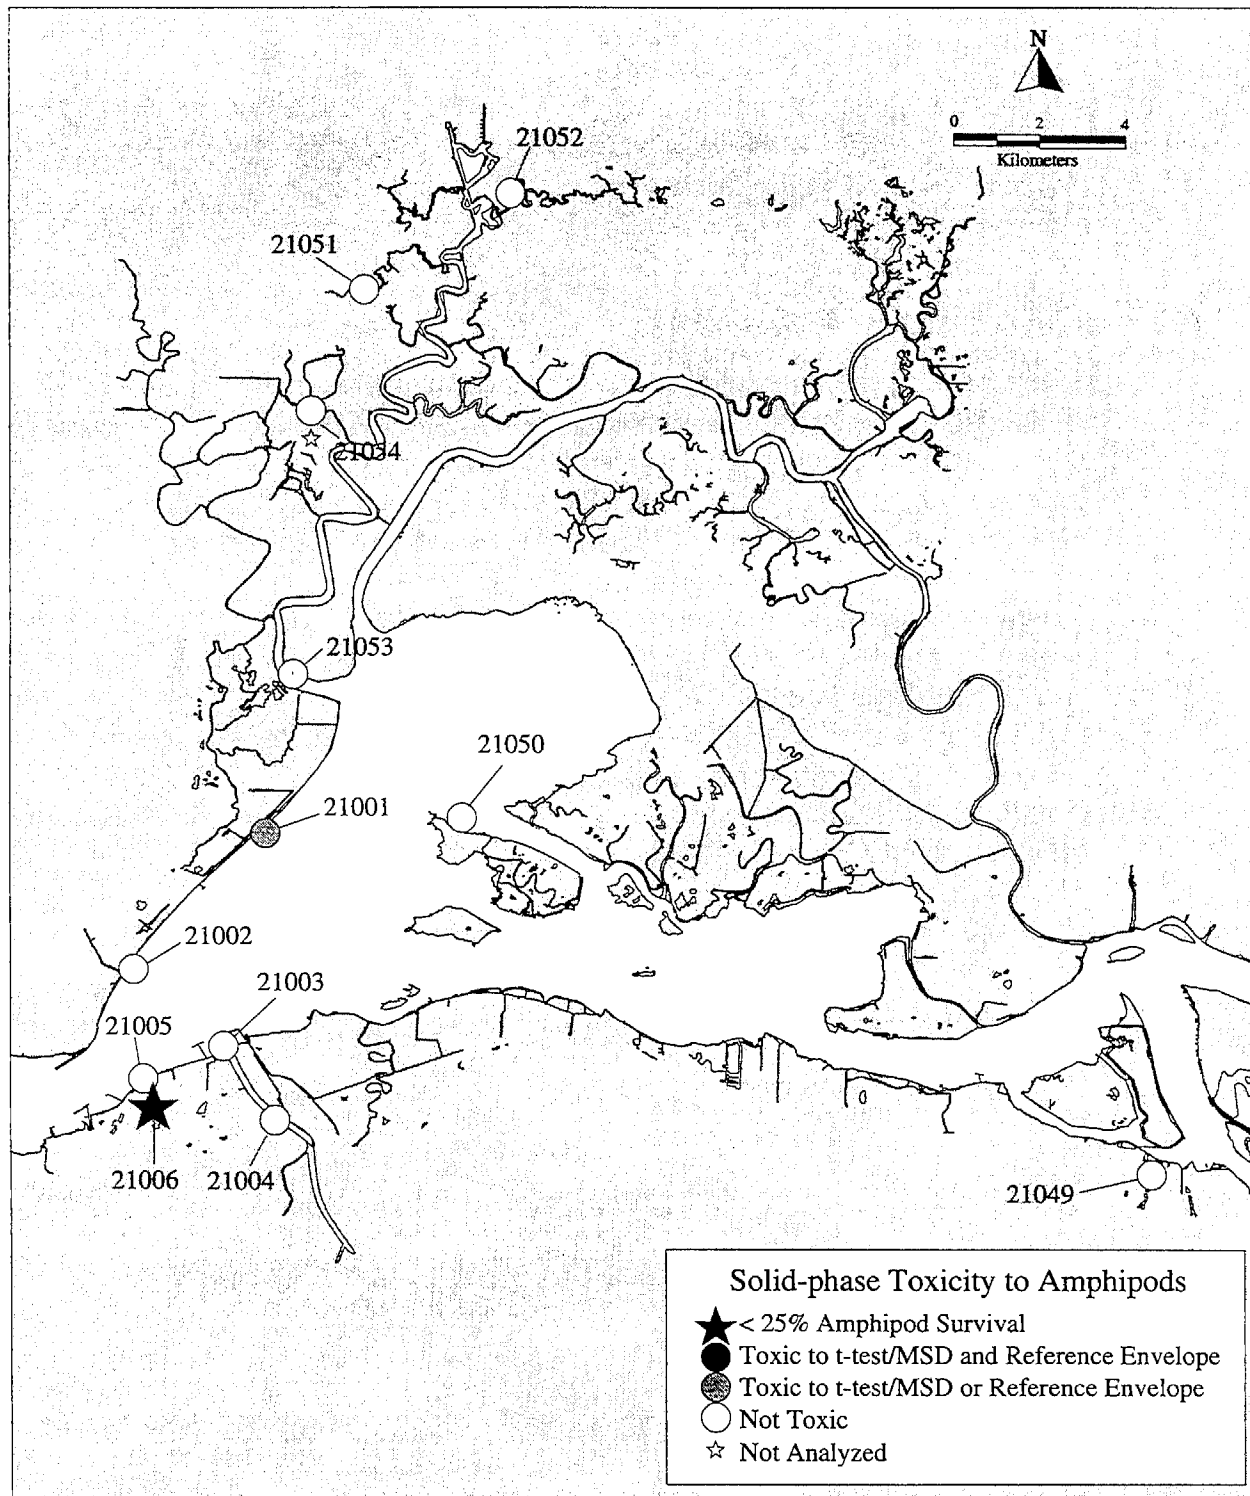 N
0 2 4
Kilometers
21052
21051
21054
21053
21050
21001
21002
21003
21005
21006
21004
21049
Solid-phase Toxicity to Amphipods
< 25% Amphipod Survival
Toxic to t-test/MSD and Reference Envelope
Toxic to t-test/MSD or Reference Envelope
Not Toxic
Not Analyzed